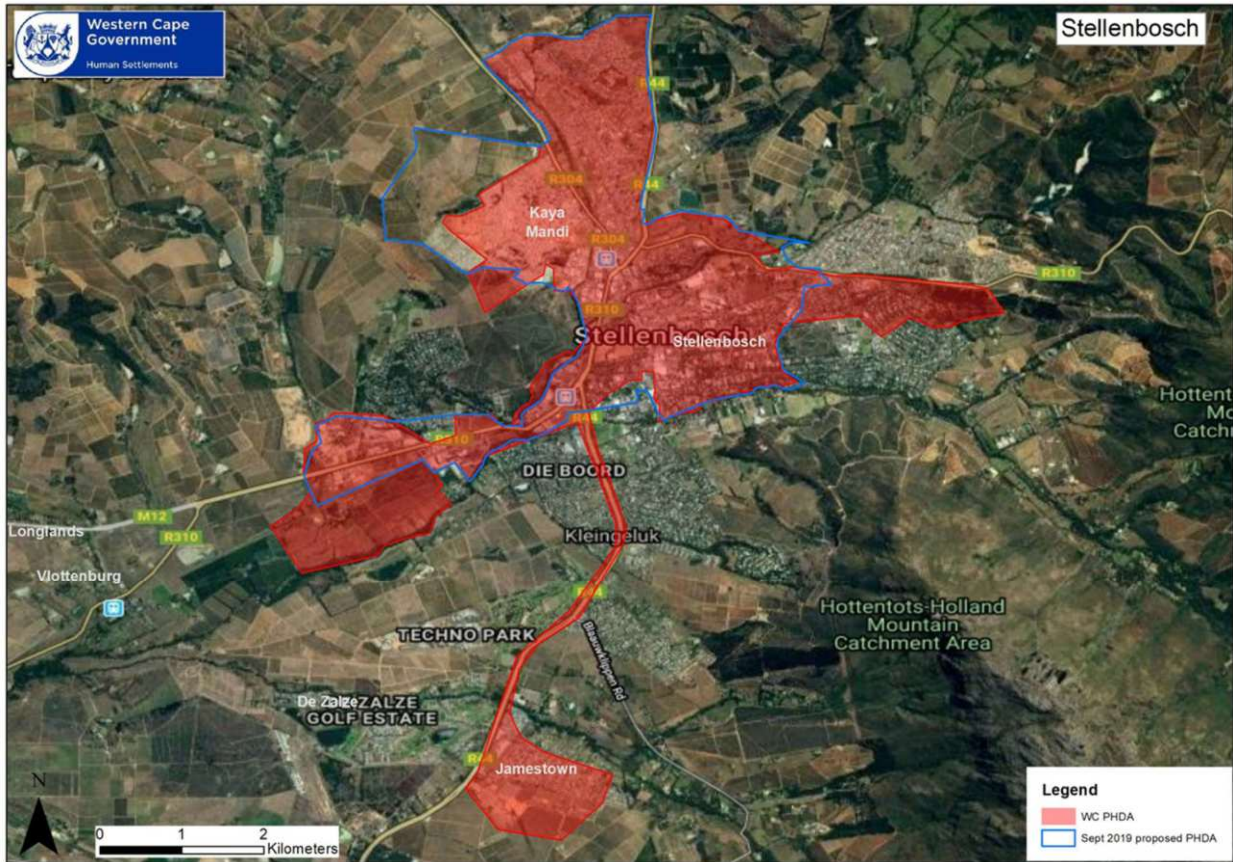 Western Cape
Government
Human Settlements
Stellenbosch
R44
R304
R44
Kaya
Mandi
R304
R310
R310
Stellenbosch
Stellenbosch
Hottent
Mo
Catchm
R44
R310
DIE BOORD
M12
Longlands
R310
Kleingeluk
Vlottenburg
R44
Hottentots-Holland
Mountain
Catchment Area
TECHNO PARK
Blaauwklippen Rd
De Zalze
ZALZE
GOLF ESTATE
R44
Jamestown
N
0 1 2
Kilometers
Legend
WC PHDA
Sept 2019 proposed PHDA